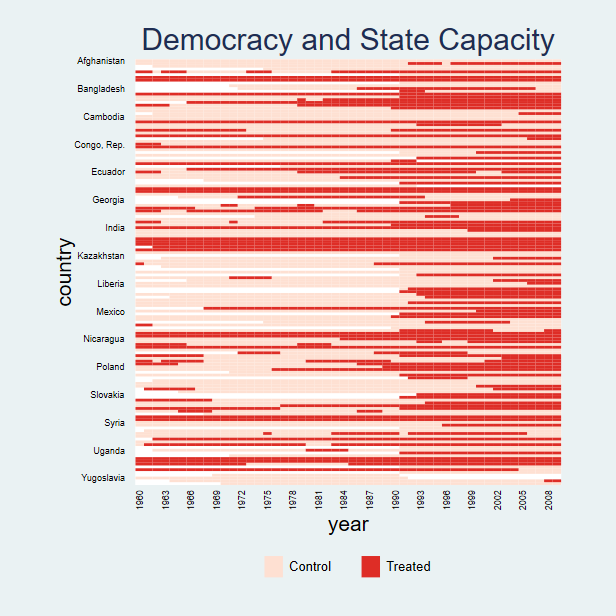 Democracy and State Capacity
Afghanistan
Bangladesh
Cambodia
Congo, Rep.
Ecuador
Georgia
India
Kazakhstan
Liberia
Mexico
Nicaragua
Poland
Slovakia
Syria
Uganda
Yugoslavia
country
1960 1963 1966 1969 1972 1975 1978 1981 1984 1987 1990 1993 1996 1999 2002 2005 2008
year
Control Treated